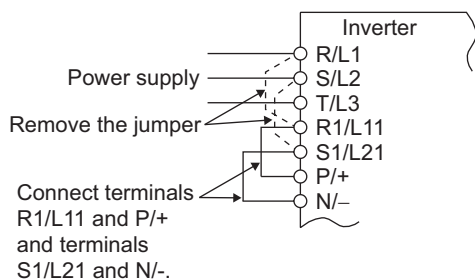 Inverter
R/L1
Power supply
S/L2
T/L3
Remove the jumper
R1/L11
S1/L21
P/+
N/−
Connect terminals
R1/L11 and P/+
and terminals
S1/L21 and N/-.